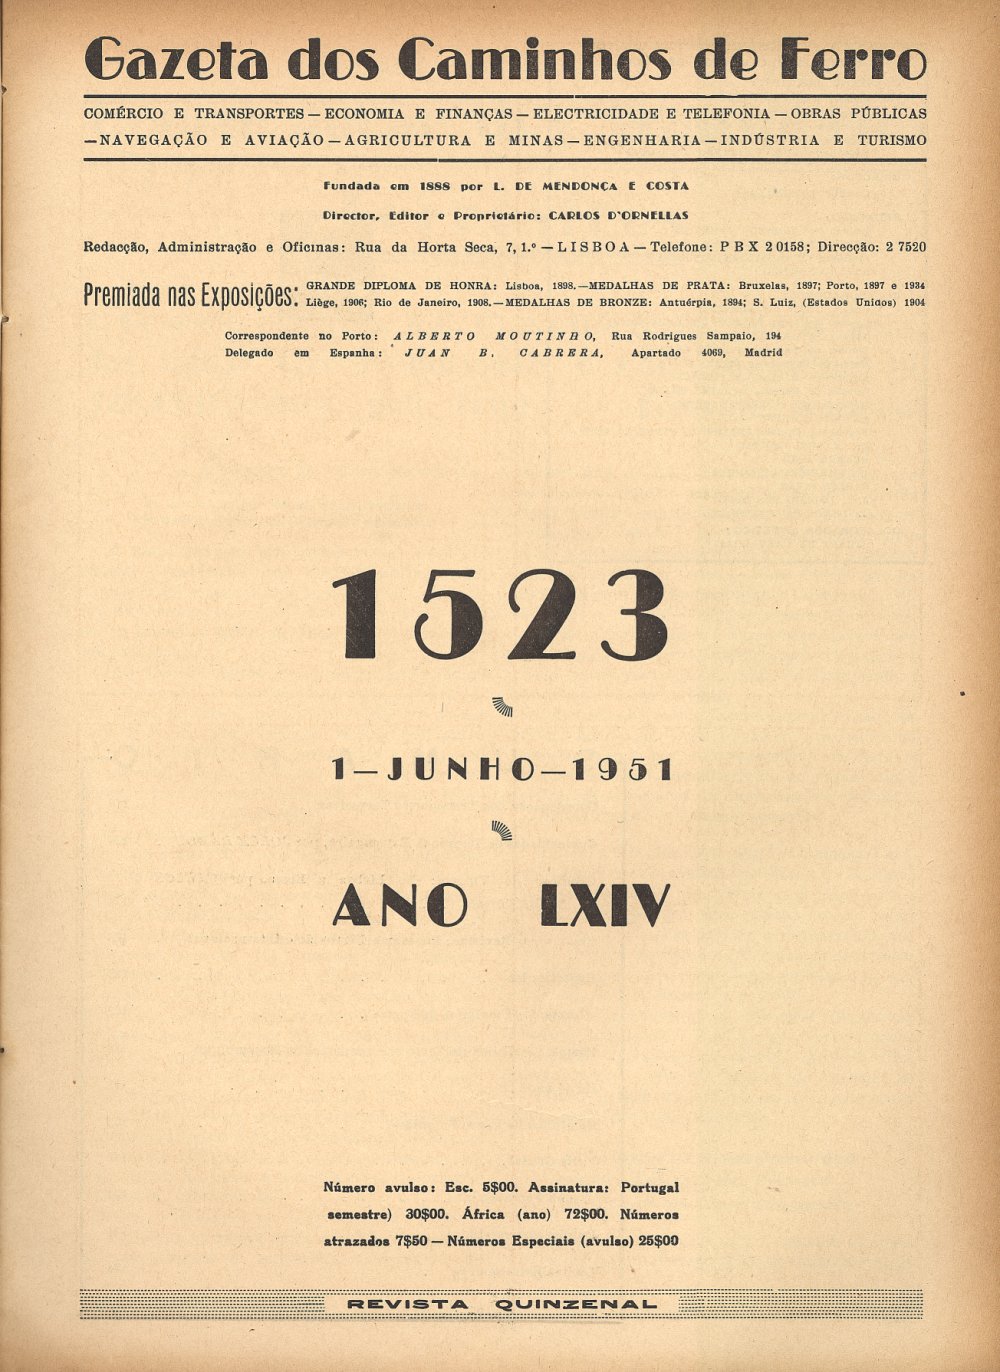 Gazeta dos Caminhos de Ferro
COMÉRCIO E TRANSPORTES — ECONOMIA E FINANÇAS — ELECTRICIDADE E TELEFONIA — OBRAS PÚBLICAS
—NAVEGAÇÃO E AVIAÇÃO — AGRICULTURA E MINAS — ENGENHARIA — INDÚSTRIA E TURISMO
Fundada em 1888 por L. DE MENDONÇA E COSTA
Director, Editor e Proprietário: CARLOS D'ORNELLAS
Redacção, Administração e Oficinas: Rua da Horta Seca, 7, 1.º — LISBOA — Telefone: PBX 20158; Direcção: 27520
Premiada nas Exposições:
GRANDE DIPLOMA DE HONRA: Lisboa, 1898.—MEDALHAS DE PRATA: Bruxelas, 1897; Porto, 1897 e 1934
Liège, 1906; Rio de Janeiro, 1908.—MEDALHAS DE BRONZE: Antuérpia, 1894; S. Luiz, (Estados Unidos) 1904
Correspondente no Porto: ALBERTO MOUTINHO, Rua Rodrigues Sampaio, 194
Delegado em Espanha: JUAN B. CABRERA, Apartado 4069, Madrid
1523
1—JUNHO—1951
ANO LXIV
Número avulso: Esc. 5$00. Assinatura: Portugal
semestre) 30$00. África (ano) 72$00. Números
atrazados 7$50 — Números Especiais (avulso) 25$00
REVISTA QUINZENAL